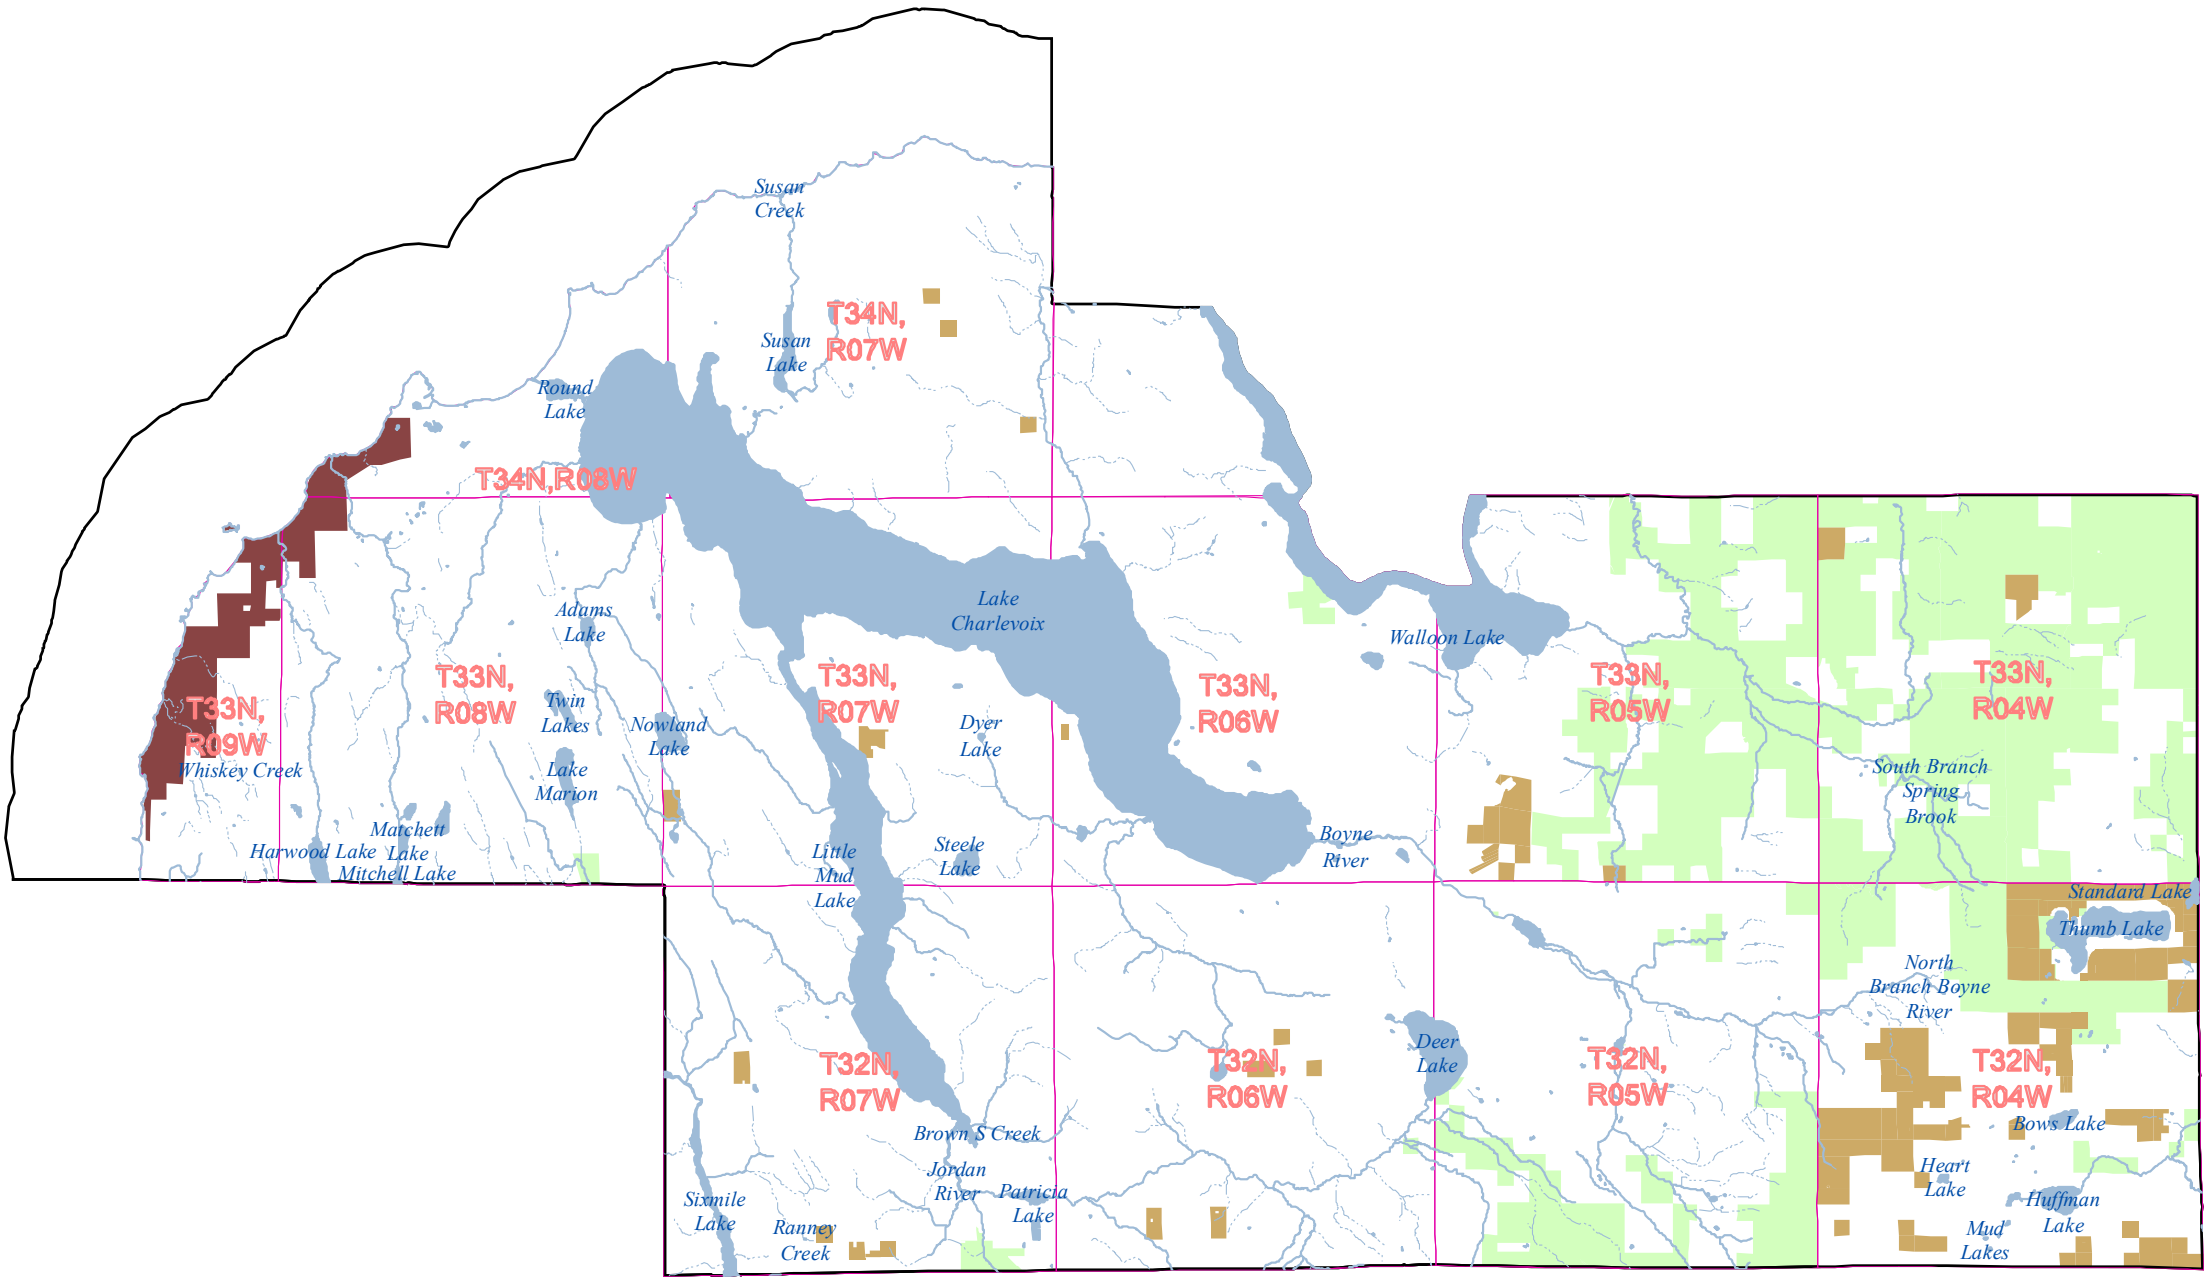 Susan
Creek
T34N,
R07W
Susan
Lake
Round
Lake
T34N,R08W
Lake
Charlevoix
Adams
Lake
Walloon Lake
T33N,
R09W
T33N,
R08W
Twin
Lakes
Nowland
Lake
T33N,
R07W
Dyer
Lake
T33N,
R06W
T33N,
R05W
T33N,
R04W
Whiskey Creek
Lake
Marion
South Branch
Spring
Brook
Harwood Lake
Matchett
Lake
Mitchell Lake
Little
Mud
Lake
Steele
Lake
Boyne
River
Standard Lake
Thumb Lake
North
Branch Boyne
River
T32N,
R07W
T32N,
R06W
Deer
Lake
T32N,
R05W
T32N,
R04W
Bows Lake
Brown S Creek
Jordan
River
Patricia
Lake
Sixmile
Lake
Ranney
Creek
Heart
Lake
Huffman
Lake
Mud
Lakes